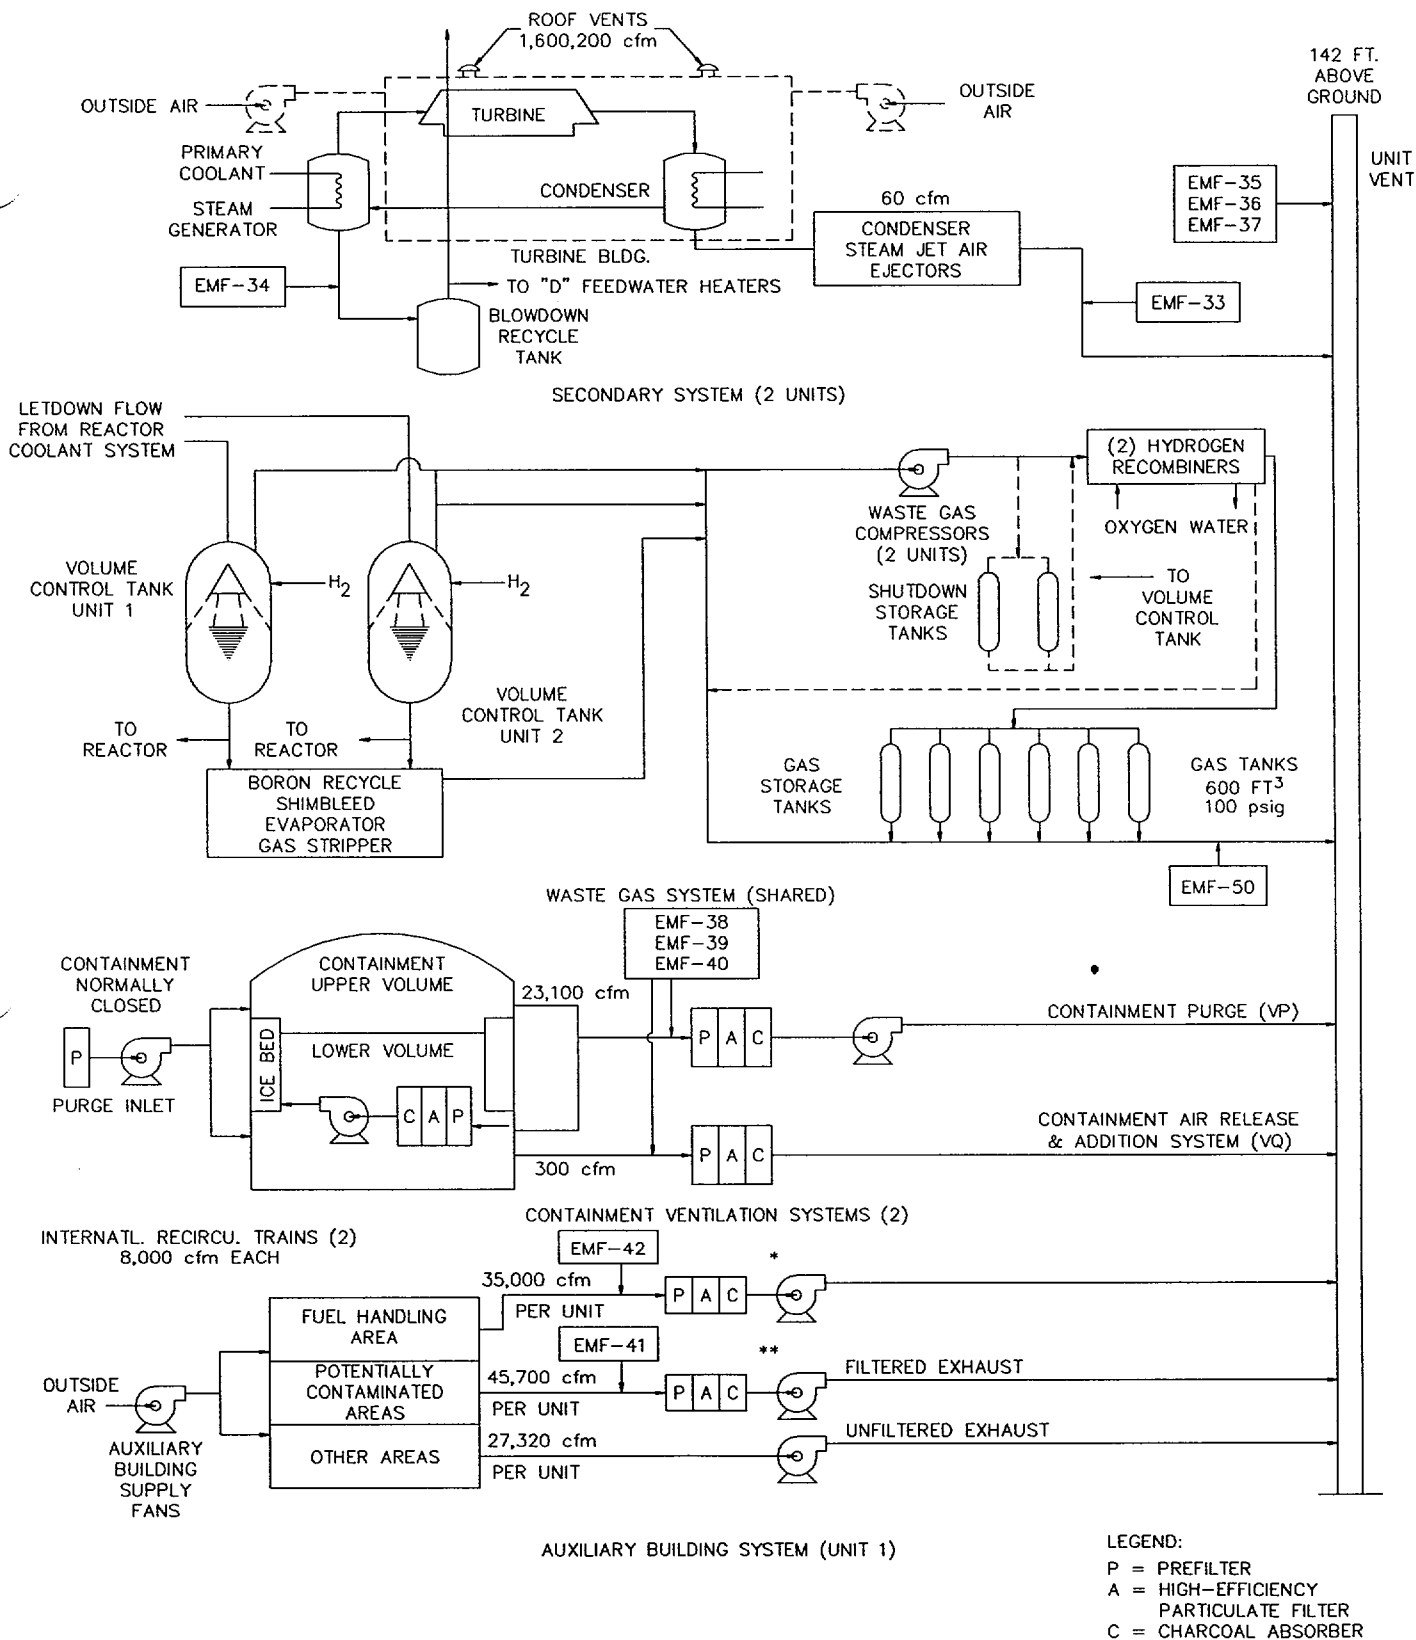 ROOF VENTS
1,600,200 cfm
142 FT.
ABOVE
GROUND
OUTSIDE AIR
TURBINE
OUTSIDE
AIR
PRIMARY
COOLANT
STEAM
GENERATOR
CONDENSER
UNIT
VENT
EMF-35
EMF-36
EMF-37
60 cfm
CONDENSER
STEAM JET AIR
EJECTORS
TURBINE BLDG.
EMF-34
TO "D" FEEDWATER HEATERS
EMF-33
BLOWDOWN
RECYCLE
TANK
SECONDARY SYSTEM (2 UNITS)
LETDOWN FLOW
FROM REACTOR
COOLANT SYSTEM
(2) HYDROGEN
RECOMBINERS
WASTE GAS
COMPRESSORS
(2 UNITS)
OXYGEN WATER
VOLUME
CONTROL TANK
UNIT 1
H2
H2
SHUTDOWN
STORAGE
TANKS
TO
VOLUME
CONTROL
TANK
VOLUME
CONTROL TANK
UNIT 2
TO
REACTOR
TO
REACTOR
BORON RECYCLE
SHIMBLEED
EVAPORATOR
GAS STRIPPER
GAS
STORAGE
TANKS
GAS TANKS
600 FT3
100 psig
EMF-50
WASTE GAS SYSTEM (SHARED)
EMF-38
EMF-39
EMF-40
CONTAINMENT
NORMALLY
CLOSED
CONTAINMENT
UPPER VOLUME
23,100 cfm
CONTAINMENT PURGE (VP)
P
ICE BED
LOWER VOLUME
P A C
PURGE INLET
C A P
CONTAINMENT AIR RELEASE
& ADDITION SYSTEM (VQ)
P A C
300 cfm
CONTAINMENT VENTILATION SYSTEMS (2)
INTERNATL. RECIRCU. TRAINS (2)
8,000 cfm EACH
EMF-42
*
35,000 cfm
PER UNIT
P A C
FUEL HANDLING
AREA
EMF-41
**
POTENTIALLY
CONTAMINATED
AREAS
45,700 cfm
PER UNIT
P A C
FILTERED EXHAUST
OUTSIDE
AIR
OTHER AREAS
27,320 cfm
PER UNIT
UNFILTERED EXHAUST
AUXILIARY
BUILDING
SUPPLY
FANS
AUXILIARY BUILDING SYSTEM (UNIT 1)
LEGEND:
P = PREFILTER
A = HIGH-EFFICIENCY
PARTICULATE FILTER
C = CHARCOAL ABSORBER